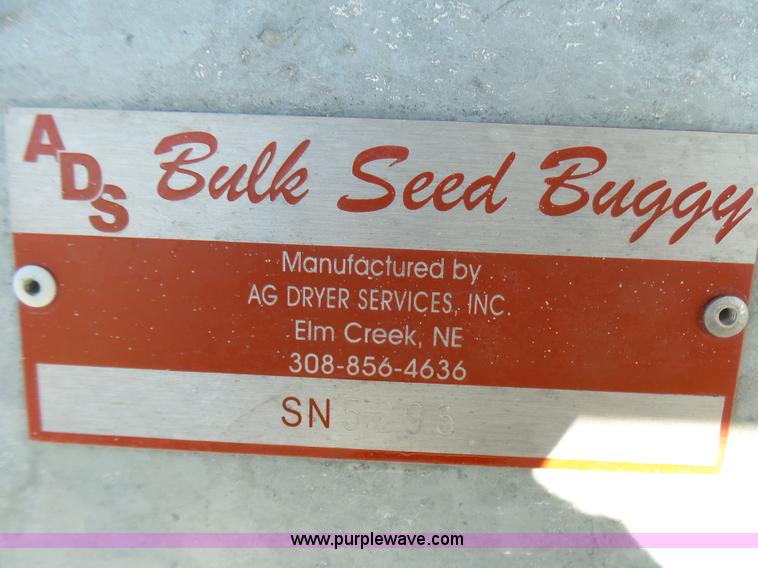 ADS Bulk Seed Buggy
Manufactured by
AG DRYER SERVICES, INC.
Elm Creek, NE
308-856-4636
SN
www.purplewave.com